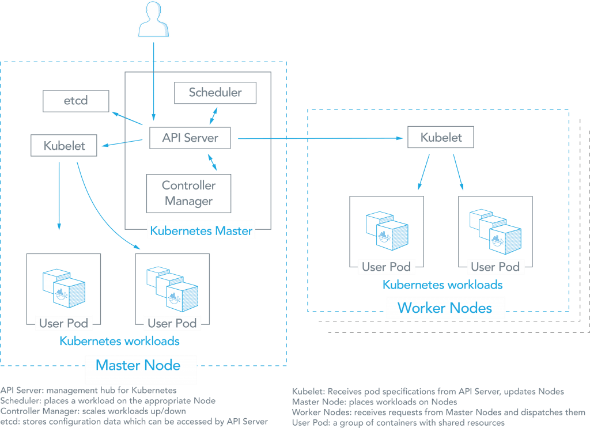 Scheduler
etcd
API Server
Kubelet
Kubelet
Controller
Manager
Kubernetes Master
User Pod
User Pod
Kubernetes workloads
Worker Nodes
User Pod
User Pod
Kubernetes workloads
Master Node
API Server: management hub for Kubernetes
Scheduler: places a workload on the appropriate Node
Controller Manager: scales workloads up/down
etcd: stores configuration data which can be accessed by API Server
Kubelet: Receives pod specifications from API Server, updates Nodes
Master Node: places workloads on Nodes
Worker Nodes: receives requests from Master Nodes and dispatches them
User Pod: a group of containers with shared resources